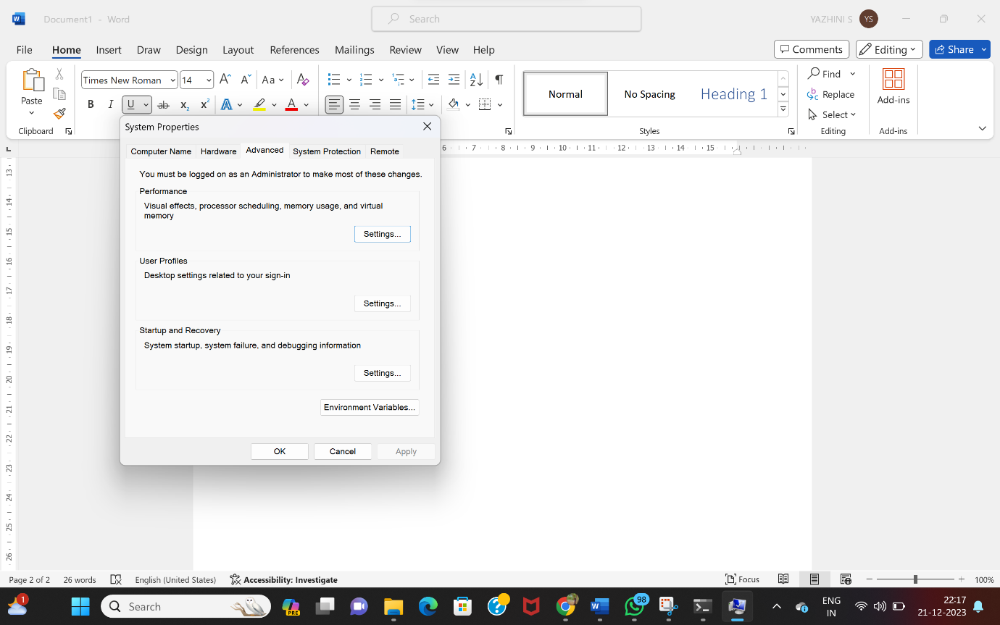 Document1 - Word
Search
YAZHINI S
YS
File Home Insert Draw Design Layout References Mailings Review View Help
Comments
Editing
Share
Paste
Clipboard
Times New Roman
14
Aa
Normal
No Spacing
Heading 1
Styles
Find
Replace
Select
Editing
Add-ins
Add-ins
System Properties
Computer Name Hardware Advanced System Protection Remote
You must be logged on as an Administrator to make most of these changes.
Performance
Visual effects, processor scheduling, memory usage, and virtual
memory
Settings...
User Profiles
Desktop settings related to your sign-in
Settings...
Startup and Recovery
System startup, system failure, and debugging information
Settings...
Environment Variables...
OK Cancel Apply
6 7 8 9 10 11 12 13 14 15
13
14
15
16
17
18
19
20
21
22
23
24
25
26
Page 2 of 2 26 words English (United States) Accessibility: Investigate
Focus
100%
1
Search
PRE
98
ENG
IN
22:17
21-12-2023